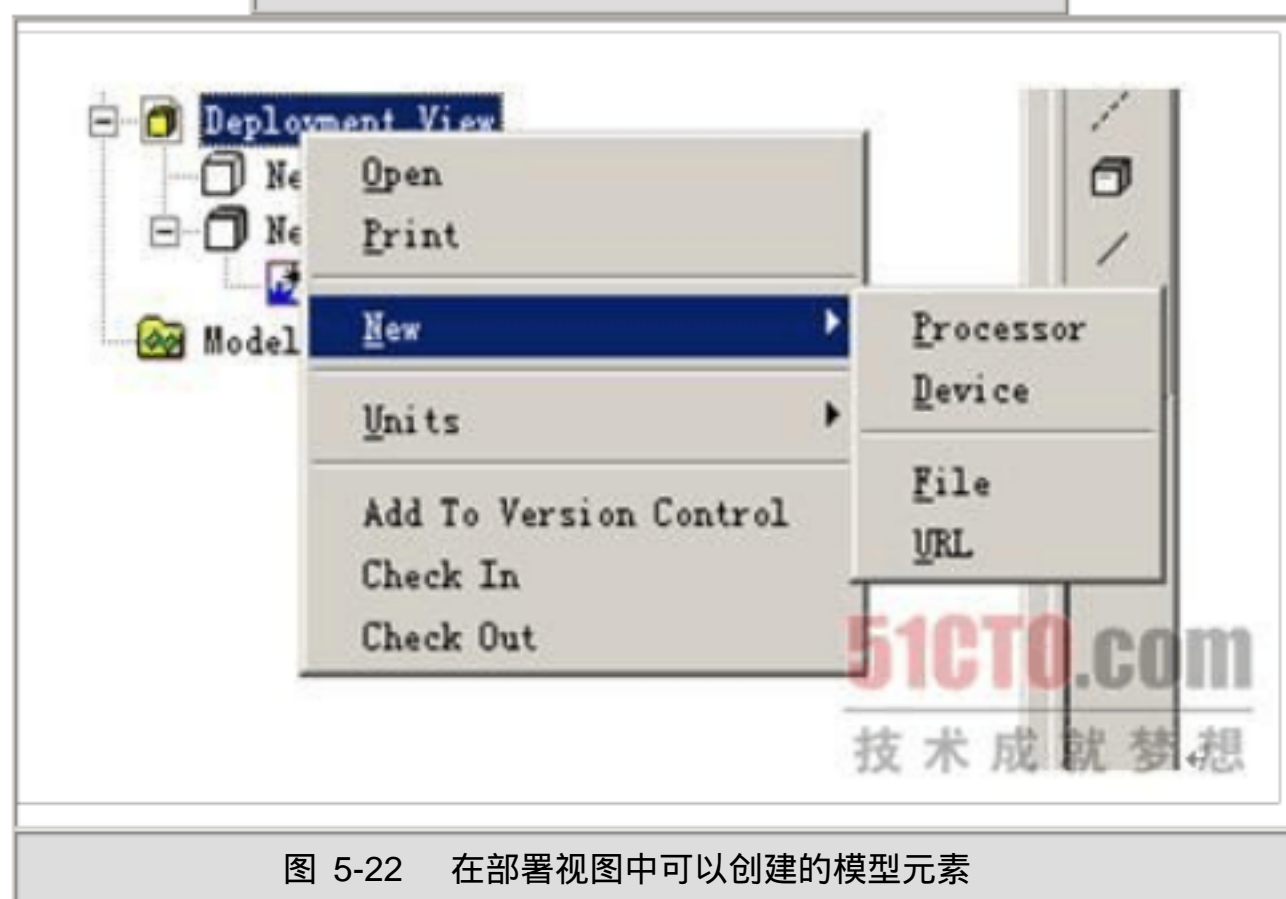 Deployment View
Ne
Ne
Model
Open
Print
New
Units
Add To Version Control
Check In
Check Out
Processor
Device
File
URL
51CTO.com
技术成就梦想
图 5-22 在部署视图中可以创建的模型元素